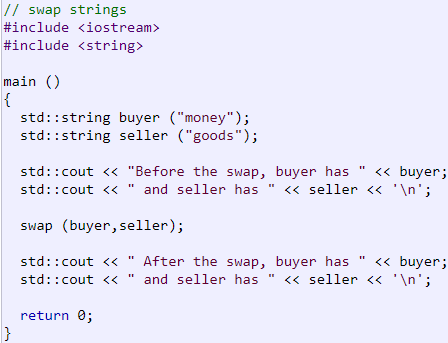 // swap strings
#include <iostream>
#include <string>
main ()
{
std::string buyer ("money");
std::string seller ("goods");
std::cout << "Before the swap, buyer has " << buyer;
std::cout << " and seller has " << seller << '\n';
swap (buyer,seller);
std::cout << " After the swap, buyer has " << buyer;
std::cout << " and seller has " << seller << '\n';
return 0;
}